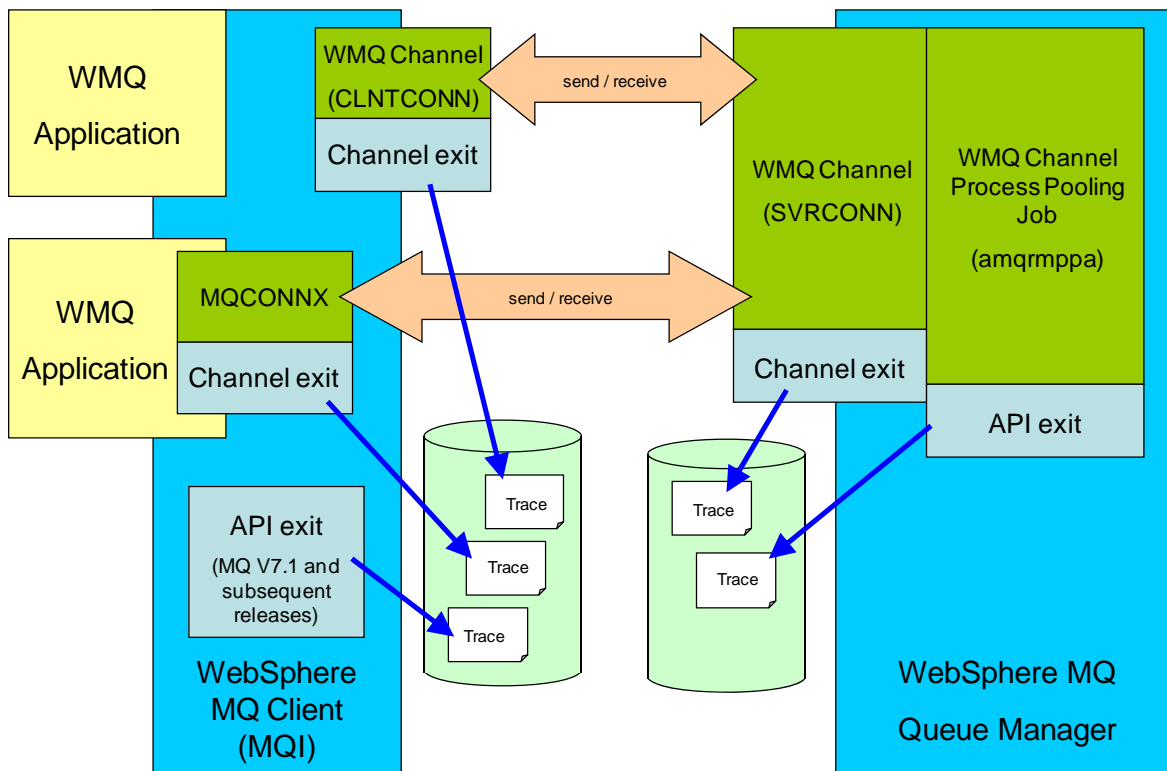 WMQ
Application
WMQ Channel
(CLNTCONN)
Channel exit
send / receive
WMQ Channel
(SVRCONN)
WMQ Channel
Process Pooling
Job
(amqrmppa)
WMQ
Application
MQCONNX
Channel exit
send / receive
Channel exit
API exit
API exit
(MQ V7.1 and
subsequent
releases)
Trace
Trace
Trace
Trace
Trace
WebSphere
MQ Client
(MQI)
WebSphere MQ
Queue Manager